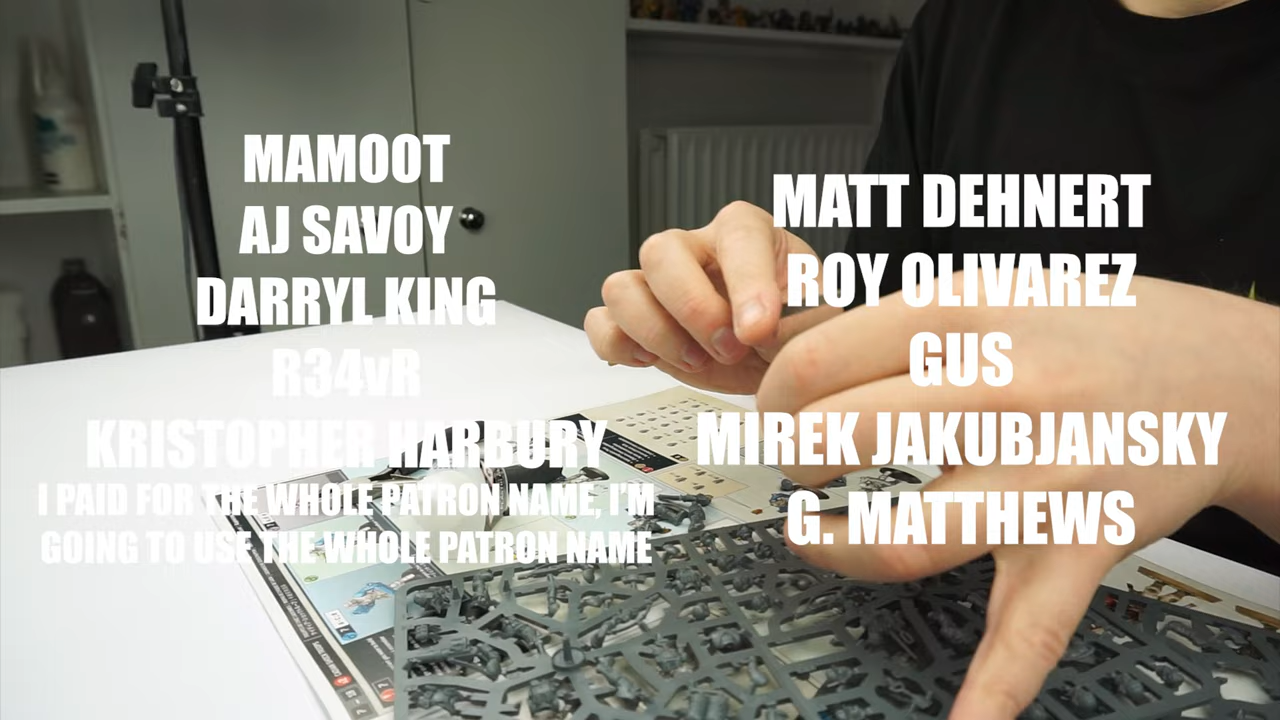 MAMOOT
AJ SAVOY
DARRYL KING
R34vR
KRISTOPHER HARBURY
I PAID FOR THE WHOLE PATRON NAME, I'M
GOING TO USE THE WHOLE PATRON NAME
MATT DEHNERT
ROY OLIVAREZ
GUS
MIREK JAKUBJANSKY
G. MATTHEWS